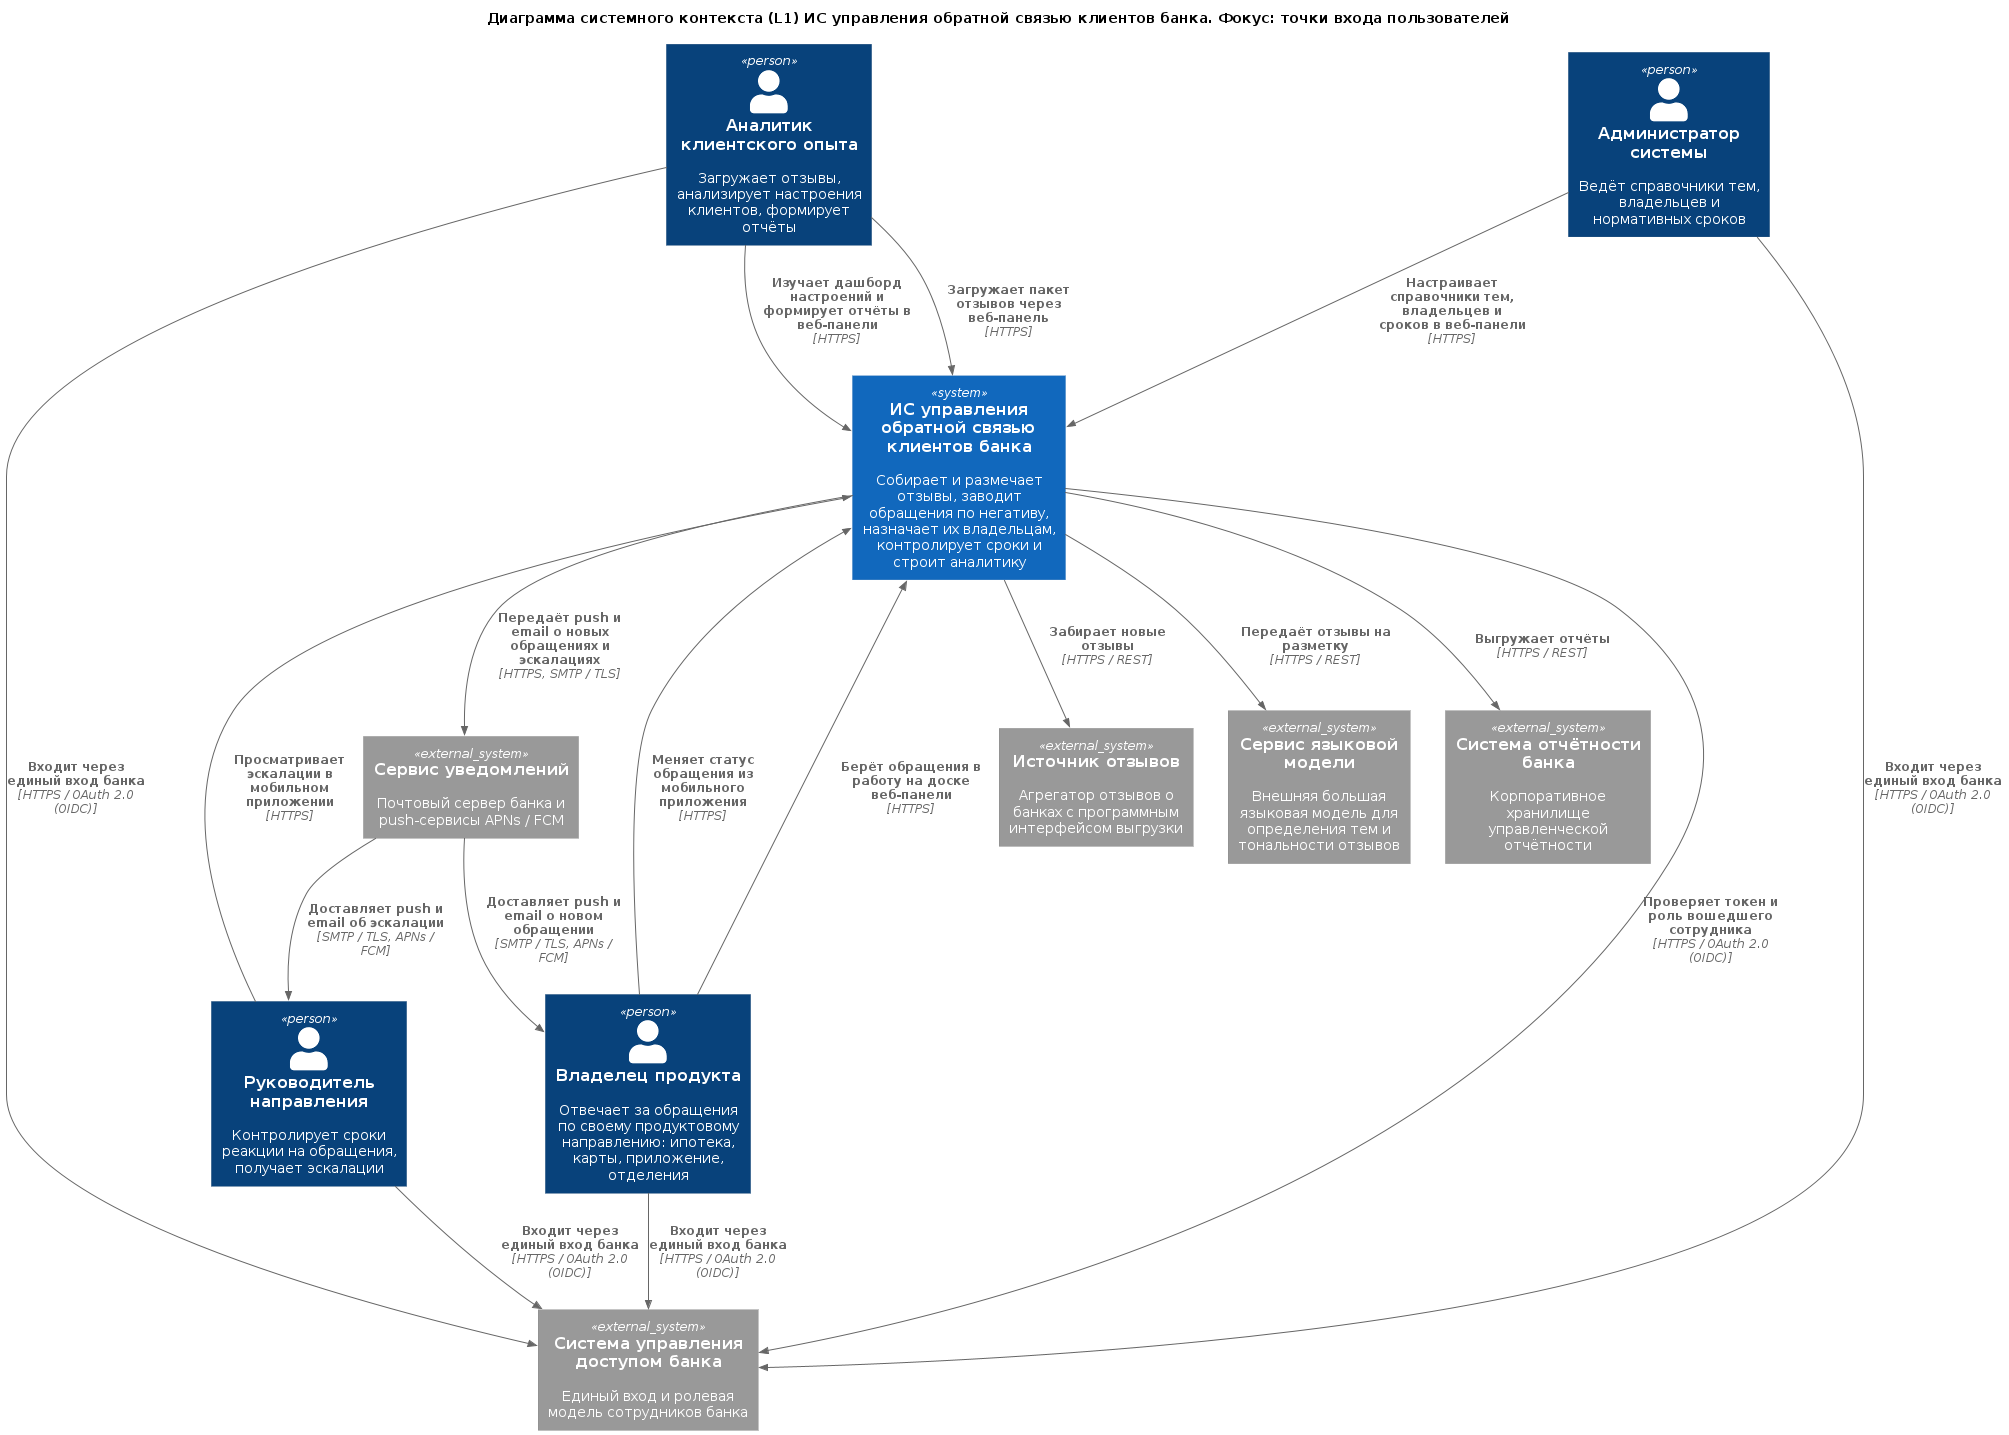 Диаграмма системного контекста (L1) ИС управления обратной связью клиентов банка. Фокус: точки входа пользователей
«person»
Аналитик
клиентского опыта
Загружает отзывы,
анализирует настроения
клиентов, формирует
отчёты
«person»
Администратор
системы
Ведёт справочники тем,
владельцев и
нормативных сроков
Изучает дашборд
настроений и
формирует отчёты в
веб-панели
[HTTPS]
Загружает пакет
отзывов через
веб-панель
[HTTPS]
Настраивает
справочники тем,
владельцев и
сроков в веб-панели
[HTTPS]
«system»
ИС управления
обратной связью
клиентов банка
Собирает и размечает
отзывы, заводит
обращения по негативу,
назначает их владельцам,
контролирует сроки и
строит аналитику
Передаёт push и
email о новых
обращениях и
эскалациях
[HTTPS, SMTP / TLS]
Забирает новые
отзывы
[HTTPS / REST]
Передаёт отзывы на
разметку
[HTTPS / REST]
Выгружает отчёты
[HTTPS / REST]
Входит через
единый вход банка
[HTTPS / OAuth 2.0
(OIDC)]
Просматривает
эскалации в
мобильном
приложении
[HTTPS]
«external_system»
Сервис уведомлений
Почтовый сервер банка и
push-сервисы APNs / FCM
Меняет статус
обращения из
мобильного
приложения
[HTTPS]
Берёт обращения в
работу на доске
веб-панели
[HTTPS]
«external_system»
Источник отзывов
Агрегатор отзывов о
банках с программным
интерфейсом выгрузки
«external_system»
Сервис языковой
модели
Внешняя большая
языковая модель для
определения тем и
тональности отзывов
«external_system»
Система отчётности
банка
Корпоративное
хранилище
управленческой
отчётности
Входит через
единый вход банка
[HTTPS / OAuth 2.0
(OIDC)]
Доставляет push и
email об эскалации
[SMTP / TLS, APNs /
FCM]
Доставляет push и
email о новом
обращении
[SMTP / TLS, APNs /
FCM]
Проверяет токен и
роль вошедшего
сотрудника
[HTTPS / OAuth 2.0
(OIDC)]
«person»
Руководитель
направления
Контролирует сроки
реакции на обращения,
получает эскалации
«person»
Владелец продукта
Отвечает за обращения
по своему продуктовому
направлению: ипотека,
карты, приложение,
отделения
Входит через
единый вход банка
[HTTPS / OAuth 2.0
(OIDC)]
Входит через
единый вход банка
[HTTPS / OAuth 2.0
(OIDC)]
«external_system»
Система управления
доступом банка
Единый вход и ролевая
модель сотрудников банка